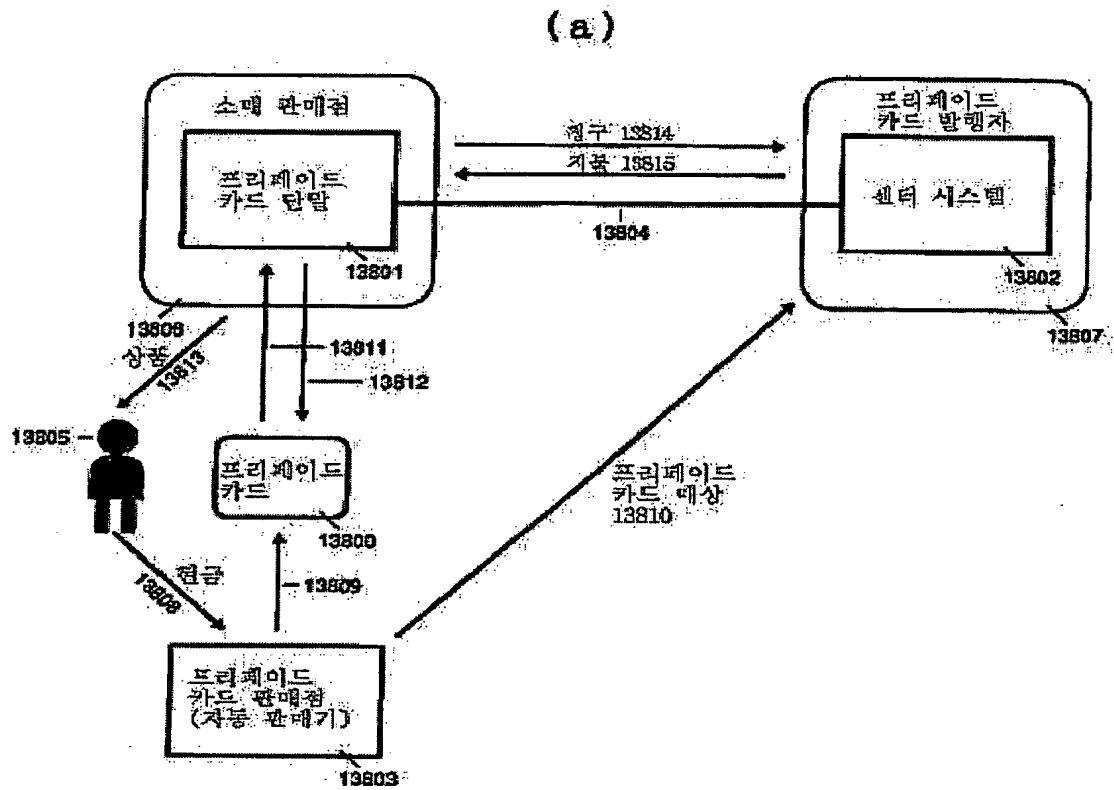 (a)
소매 판매점
프리페이드
카드 단말
13801
프리페이드
카드 발행자
센터 시스템
13802
13807
청구 13814
지불 13815
13804
13806
상품
13813
13811
13812
13805
프리페이드
카드
13800
프리페이드
카드 매상
13810
현금
13808
13809
프리페이드
카드 판매점
(자동 판매기)
13803